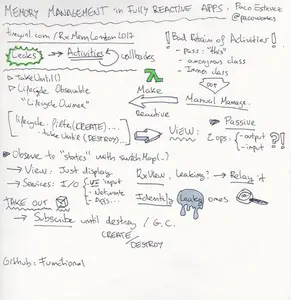 MEMORY MANAGEMENT in FULLY REACTIVE APPS: Paco Estevez
@pacoworks
tinyurl.com/RxMemLondon2017
Leaks → Activities
callbacks
! Bad Retain of Activities!
- pass "this"
- anonymous class
- Inner class
OOP
▷ TakeUntil()
▷ Lifecycle Observable
"Lifecycle Owner"
Make
Reactive
Manual Manage.
Passive
[lifecycle.filter(CREATE)...
.takeUntil(DESTROY)...]
VIEW:
2 ops:
- output
- input
?!
Observe to "states" with switchMap(..)
→ View: Just display
→ Services: I/O
- UI input
- Network
- Apis...
RxView, Leaking? → Relay it
Identify Leaky ones
TAKE OUT
→ Subscribe until destroy / G.C.
CREATE/
DESTROY
Github: Functional